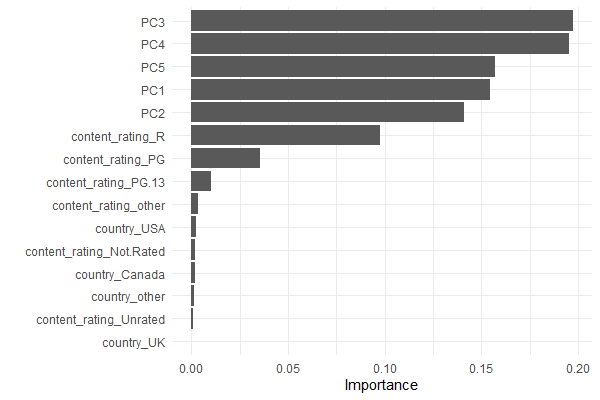 PC3
PC4
PC5
PC1
PC2
content_rating_R
content_rating_PG
content_rating_PG.13
content_rating_other
country_USA
content_rating_Not.Rated
country_Canada
country_other
content_rating_Unrated
country_UK
0.00 0.05 0.10 0.15 0.20
Importance